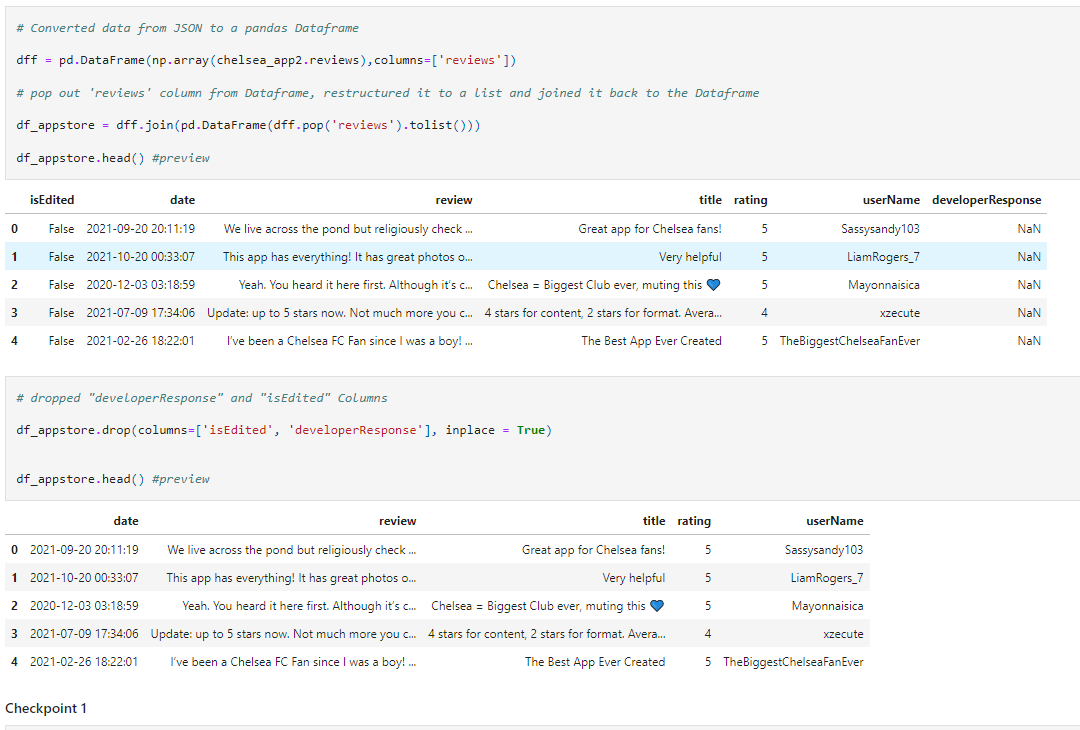 # Converted data from JSON to a pandas Dataframe
dff = pd.DataFrame(np.array(chelsea_app2.reviews),columns=['reviews'])
# pop out 'reviews' column from Dataframe, restructured it to a list and joined it back to the Dataframe
df_appstore = dff.join(pd.DataFrame(dff.pop('reviews').tolist()))
df_appstore.head() #preview
isEdited date review title rating userName developerResponse
0 False 2021-09-20 20:11:19 We live across the pond but religiously check ... Great app for Chelsea fans! 5 Sassysandy103 NaN
1 False 2021-10-20 00:33:07 This app has everything! It has great photos o... Very helpful 5 LiamRogers_7 NaN
2 False 2020-12-03 03:18:59 Yeah. You heard it here first. Although it's c... Chelsea = Biggest Club ever, muting this 💙 5 Mayonnaisica NaN
3 False 2021-07-09 17:34:06 Update: up to 5 stars now. Not much more you c... 4 stars for content, 2 stars for format. Avera... 4 xzecute NaN
4 False 2021-02-26 18:22:01 I've been a Chelsea FC Fan since I was a boy! ... The Best App Ever Created 5 TheBiggestChelseaFanEver NaN
# dropped "developerResponse" and "isEdited" Columns
df_appstore.drop(columns=['isEdited', 'developerResponse'], inplace = True)
df_appstore.head() #preview
date review title rating userName
0 2021-09-20 20:11:19 We live across the pond but religiously check ... Great app for Chelsea fans! 5 Sassysandy103
1 2021-10-20 00:33:07 This app has everything! It has great photos o... Very helpful 5 LiamRogers_7
2 2020-12-03 03:18:59 Yeah. You heard it here first. Although it's c... Chelsea = Biggest Club ever, muting this 💙 5 Mayonnaisica
3 2021-07-09 17:34:06 Update: up to 5 stars now. Not much more you c... 4 stars for content, 2 stars for format. Avera... 4 xzecute
4 2021-02-26 18:22:01 I've been a Chelsea FC Fan since I was a boy! ... The Best App Ever Created 5 TheBiggestChelseaFanEver
Checkpoint 1